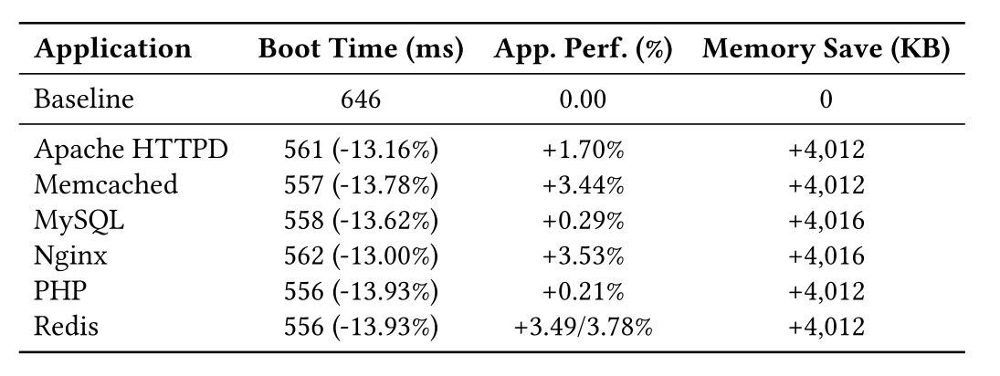 Application Boot Time (ms) App. Perf. (%) Memory Save (KB)
Baseline 646 0.00 0
Apache HTTPD 561 (-13.16%) +1.70% +4,012
Memcached 557 (-13.78%) +3.44% +4,012
MySQL 558 (-13.62%) +0.29% +4,016
Nginx 562 (-13.00%) +3.53% +4,016
PHP 556 (-13.93%) +0.21% +4,012
Redis 556 (-13.93%) +3.49/3.78% +4,012